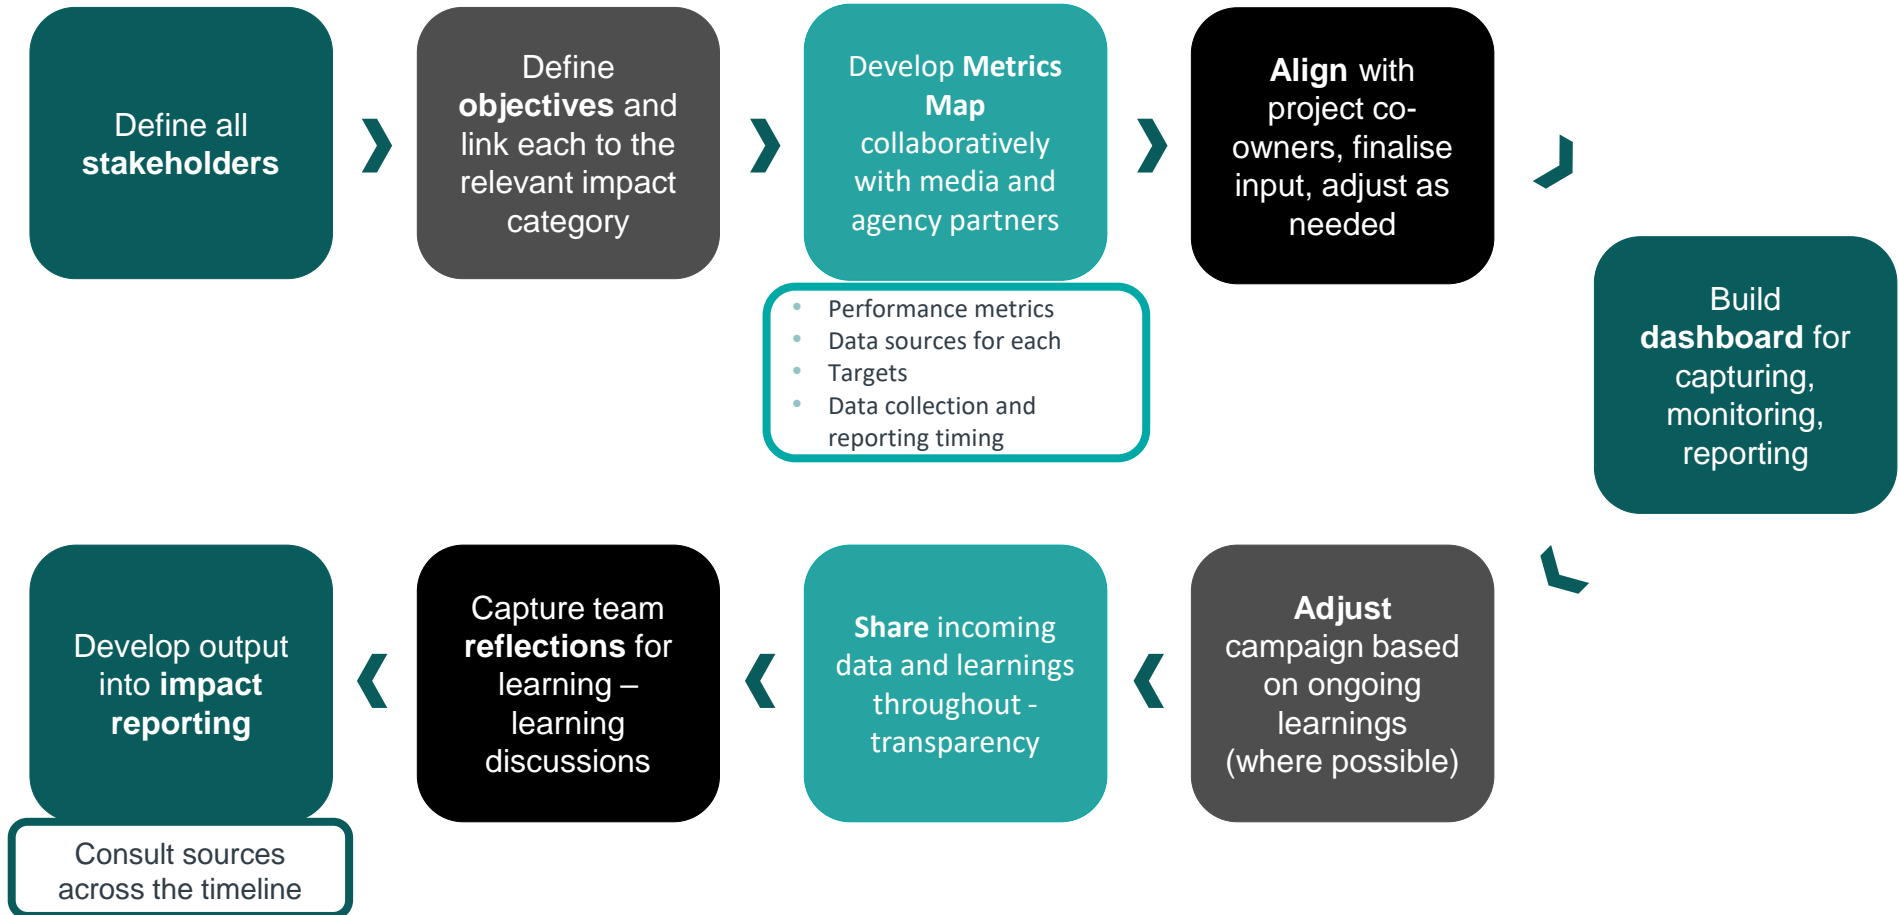 Define all
stakeholders
Define
objectives and
link each to the
relevant impact
category
Develop Metrics
Map
collaboratively
with media and
agency partners
• Performance metrics
• Data sources for each
• Targets
• Data collection and
reporting timing
Align with
project co-
owners, finalise
input, adjust as
needed
Build
dashboard for
capturing,
monitoring,
reporting
Adjust
campaign based
on ongoing
learnings
(where possible)
Share incoming
data and learnings
throughout -
transparency
Capture team
reflections for
learning –
learning
discussions
Develop output
into impact
reporting
Consult sources
across the timeline